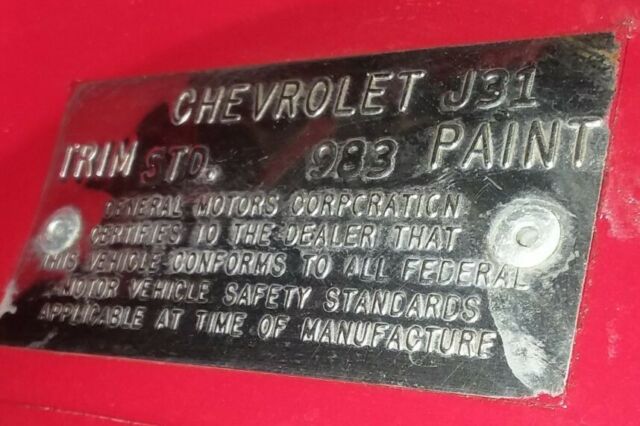 CHEVROLET J31
TRIM STD. 983 PAINT
GENERAL MOTORS CORPORATION
CERTIFIES TO THE DEALER THAT
THIS VEHICLE CONFORMS TO ALL FEDERAL
MOTOR VEHICLE SAFETY STANDARDS
APPLICABLE AT TIME OF MANUFACTURE